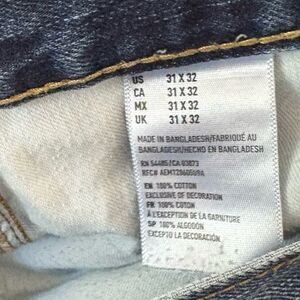 US 31 X 32
CA 31 X 32
MX 31 X 32
UK 31 X 32
MADE IN BANGLADESH/FABRIQUÉ AU
BANGLADESH/HECHO EN BANGLADESH
RN 54485/CA 03873
EN 100% COTTON
EXCLUSIVE OF DECORATION
FR 100% COTON
À L'EXCEPTION DE LA GARNITURE
SP 100% ALGODÓN
EXCEPTO LA DECORACIÓN